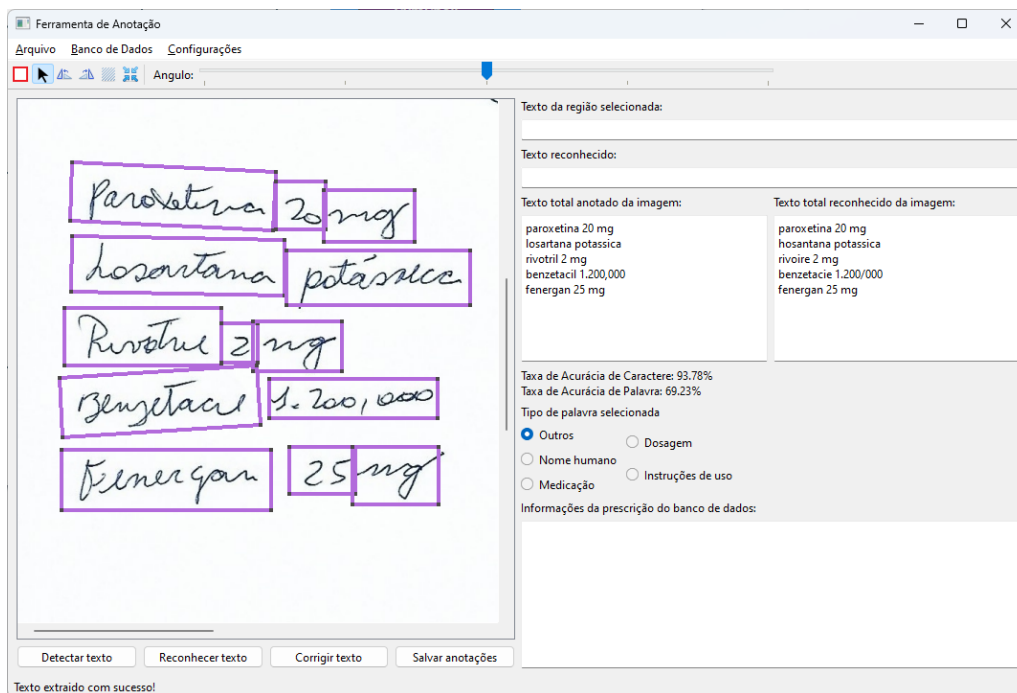 Ferramenta de Anotação
Arquivo Banco de Dados Configurações
Angulo:
Paroxetina 20 mg
Losartana potássica
Rivotril 2 mg
Benzetacil 1.200,000
Fenergan 25 mg
Detectar texto Reconhecer texto Corrigir texto Salvar anotações
Texto da região selecionada:
Texto reconhecido:
Texto total anotado da imagem:
paroxetina 20 mg
losartana potassica
rivotril 2 mg
benzetacil 1.200,000
fenergan 25 mg
Texto total reconhecido da imagem:
paroxetina 20 mg
hosantana potassica
rivoire 2 mg
benzetacie 1.200/000
fenergan 25 mg
Taxa de Acurácia de Caractere: 93.78%
Taxa de Acurácia de Palavra: 69.23%
Tipo de palavra selecionada
Outros
Nome humano
Medicação
Dosagem
Instruções de uso
Informações da prescrição do banco de dados:
Texto extraido com sucesso!